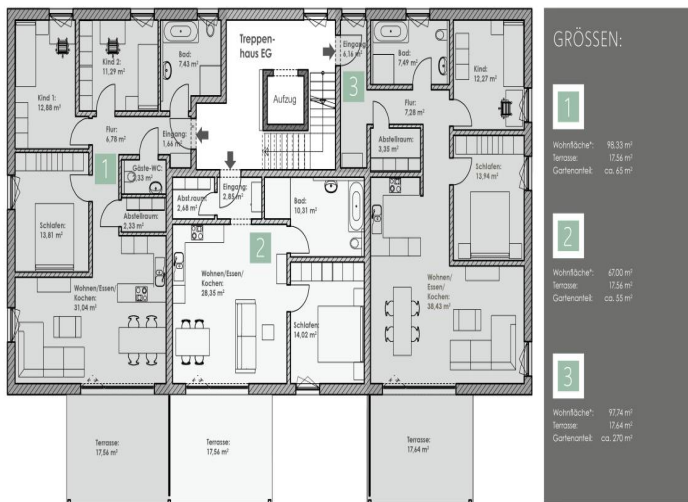 Kind 1:
12,88 m²
Kind 2:
11,29 m²
Bad:
7,43 m²
Treppen-
haus EG
Aufzug
Eingang:
6,16 m²
3
Bad:
7,49 m²
Kind:
12,27 m²
Flur:
6,78 m²
Eingang:
1,66 m²
Flur:
7,28 m²
Abstellraum:
3,35 m²
1
Gäste-WC:
Schlafen:
13,81 m²
Abstellraum:
2,33 m²
Abst.raum:
2,68 m²
Eingang:
2,85 m²
Bad:
10,31 m²
Schlafen:
13,94 m²
2
Wohnen/Essen/
Kochen:
31,04 m²
Wohnen/Essen/
Kochen:
28,35 m²
Schlafen:
14,02 m²
Wohnen/
Essen/
Kochen:
38,43 m²
Terrasse:
17,56 m²
Terrasse:
17,56 m²
Terrasse:
17,64 m²
GRÖSSEN:
1
Wohnfläche*: 98,33 m²
Terrasse: 17,56 m²
Gartenanteil: ca. 65 m²
2
Wohnfläche*: 67,00 m²
Terrasse: 17,56 m²
Gartenanteil: ca. 55 m²
3
Wohnfläche*: 97,74 m²
Terrasse: 17,64 m²
Gartenanteil: ca. 270 m²